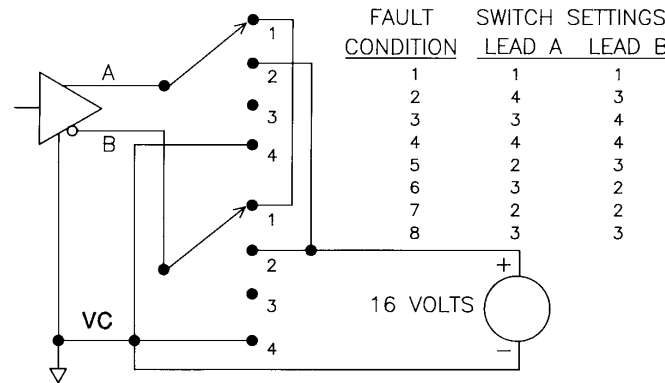 FAULT SWITCH SETTINGS
CONDITION LEAD A LEAD B
1 1 1
2 4 3
3 3 4
4 4 4
5 2 3
6 3 2
7 2 2
8 3 3
A
B
1
2
3
4
1
2
3
4
VC
+
16 VOLTS
−